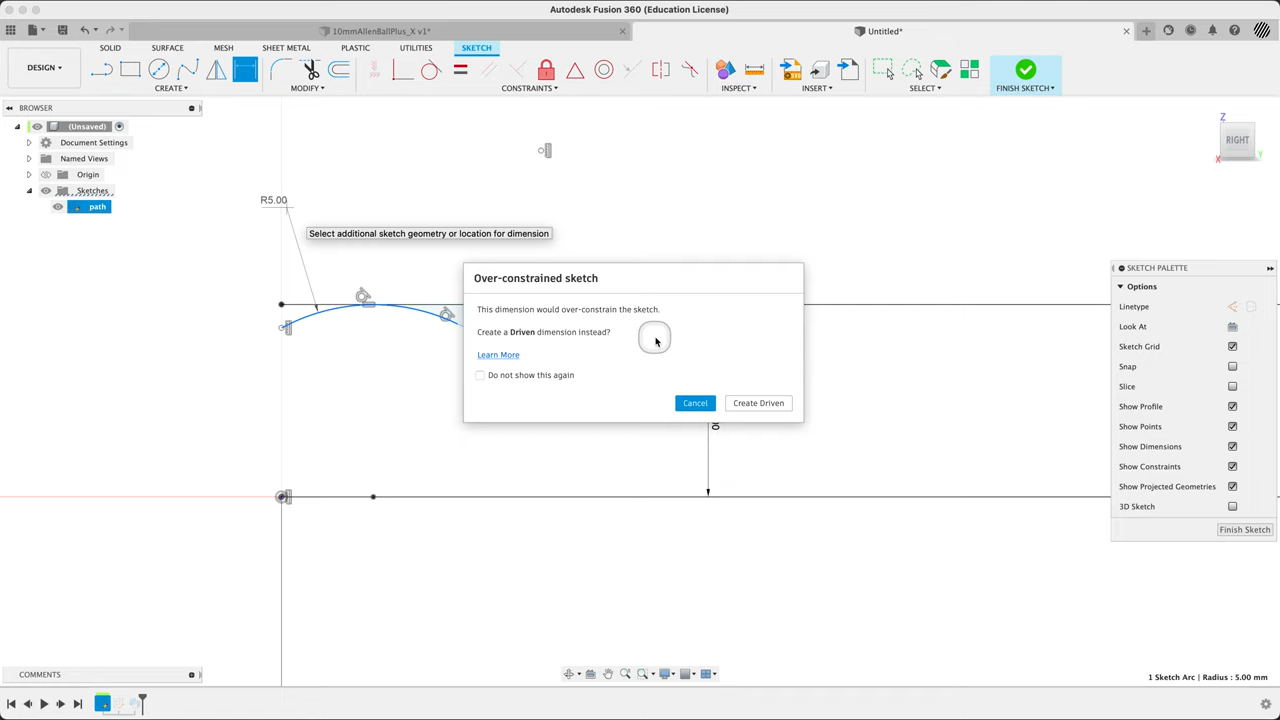 Autodesk Fusion 360 (Education License)
10mmAllenBallPlus_X v1*
Untitled*
DESIGN
SOLID
SURFACE
MESH
SHEET METAL
PLASTIC
UTILITIES
SKETCH
CREATE
MODIFY
CONSTRAINTS
INSPECT
INSERT
SELECT
FINISH SKETCH
BROWSER
(Unsaved)
Document Settings
Named Views
Origin
Sketches
path
Z
RIGHT
X
Y
R5.00
Select additional sketch geometry or location for dimension
Over-constrained sketch
This dimension would over-constrain the sketch.
Create a Driven dimension instead?
Learn More
Do not show this again
Cancel
Create Driven
SKETCH PALETTE
Options
Linetype
Look At
Sketch Grid
Snap
Slice
Show Profile
Show Points
Show Dimensions
Show Constraints
Show Projected Geometries
3D Sketch
Finish Sketch
COMMENTS
1 Sketch Arc | Radius : 5.00 mm